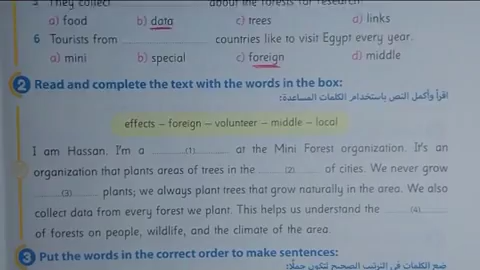 3 They collect about the forests for research.
a) food b) data c) trees d) links
6 Tourists from countries like to visit Egypt every year.
a) mini b) special c) foreign d) middle
2 Read and complete the text with the words in the box:
اقرأ وأكمل النص باستخدام الكلمات المساعدة:
effects – foreign – volunteer – middle – local
I am Hassan. I'm a (1) at the Mini Forest organization. It's an
organization that plants areas of trees in the (2) of cities. We never grow
(3) plants; we always plant trees that grow naturally in the area. We also
collect data from every forest we plant. This helps us understand the (4)
of forests on people, wildlife, and the climate of the area.
3 Put the words in the correct order to make sentences:
ضع الكلمات في الترتيب الصحيح لتكون جملًا: